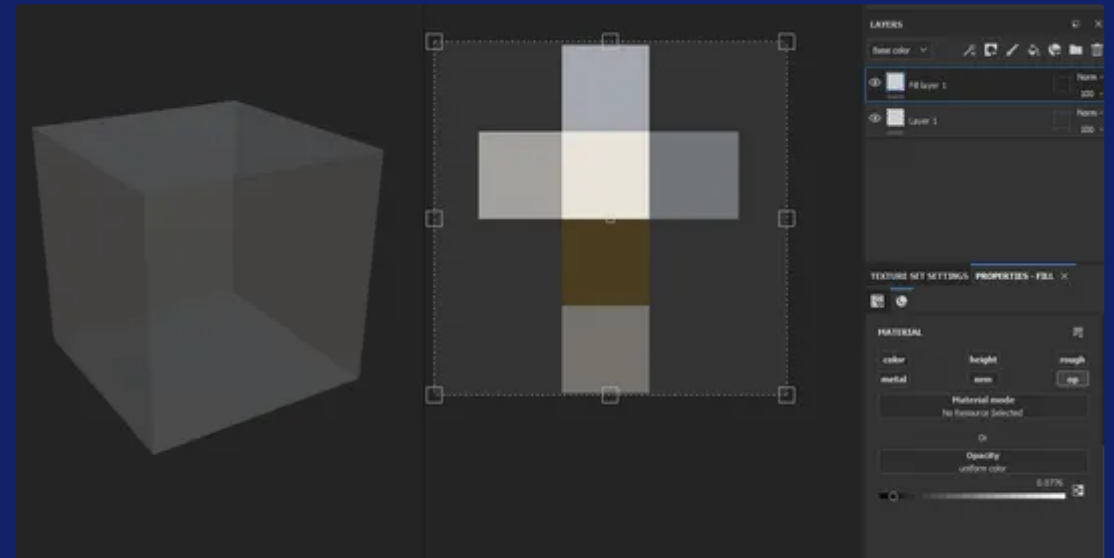 LAYERS
Base color
Norm
Fill layer 1
100
Norm
Layer 1
100
TEXTURE SET SETTINGS PROPERTIES - FILL
MATERIAL
color height rough
metal nrm op
Material mode
No Resource Selected
Or
Opacity
uniform color
0.0776